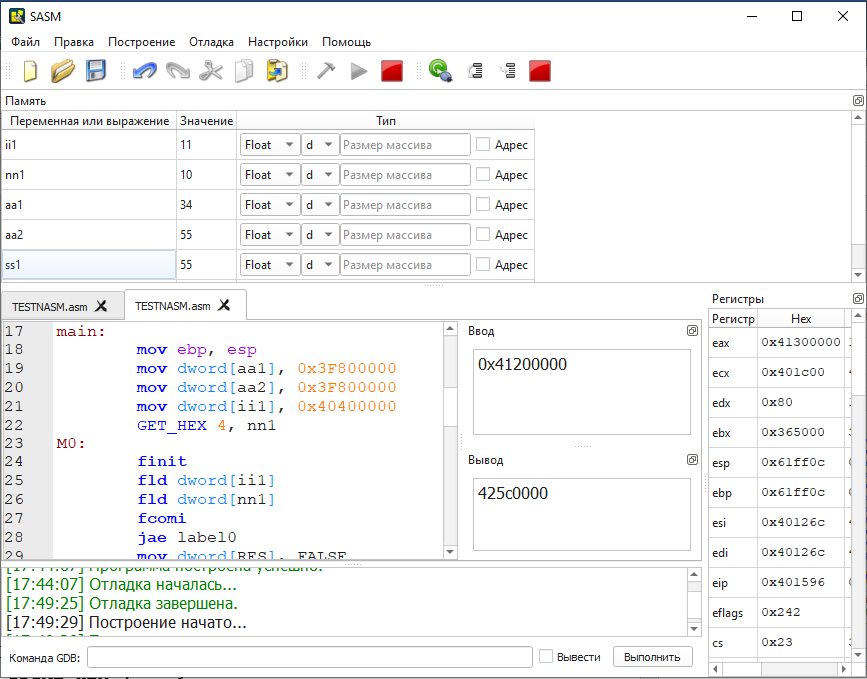 SASM
Файл Правка Построение Отладка Настройки Помощь
Память
Переменная или выражение Значение Тип
ii1 11 Float d Размер массива Адрес
nn1 10 Float d Размер массива Адрес
aa1 34 Float d Размер массива Адрес
aa2 55 Float d Размер массива Адрес
ss1 55 Float d Размер массива Адрес
TESTNASM.asm TESTNASM.asm
17 main:
18 mov ebp, esp
19 mov dword[aa1], 0x3F800000
20 mov dword[aa2], 0x3F800000
21 mov dword[ii1], 0x40400000
22 GET_HEX 4, nn1
23 M0:
24 finit
25 fld dword[ii1]
26 fld dword[nn1]
27 fcomi
28 jae label0
29 mov dword[RES], FALSE
Ввод
0x41200000
Вывод
425c0000
Регистры
Регистр Hex
eax 0x41300000
ecx 0x401c00
edx 0x80
ebx 0x365000
esp 0x61ff0c
ebp 0x61ff0c
esi 0x40126c
edi 0x40126c
eip 0x401596
eflags 0x242
cs 0x23
[17:44:07] Программа построена успешно.
[17:44:07] Отладка началась...
[17:49:25] Отладка завершена.
[17:49:29] Построение начато...
Команда GDB: Вывести Выполнить